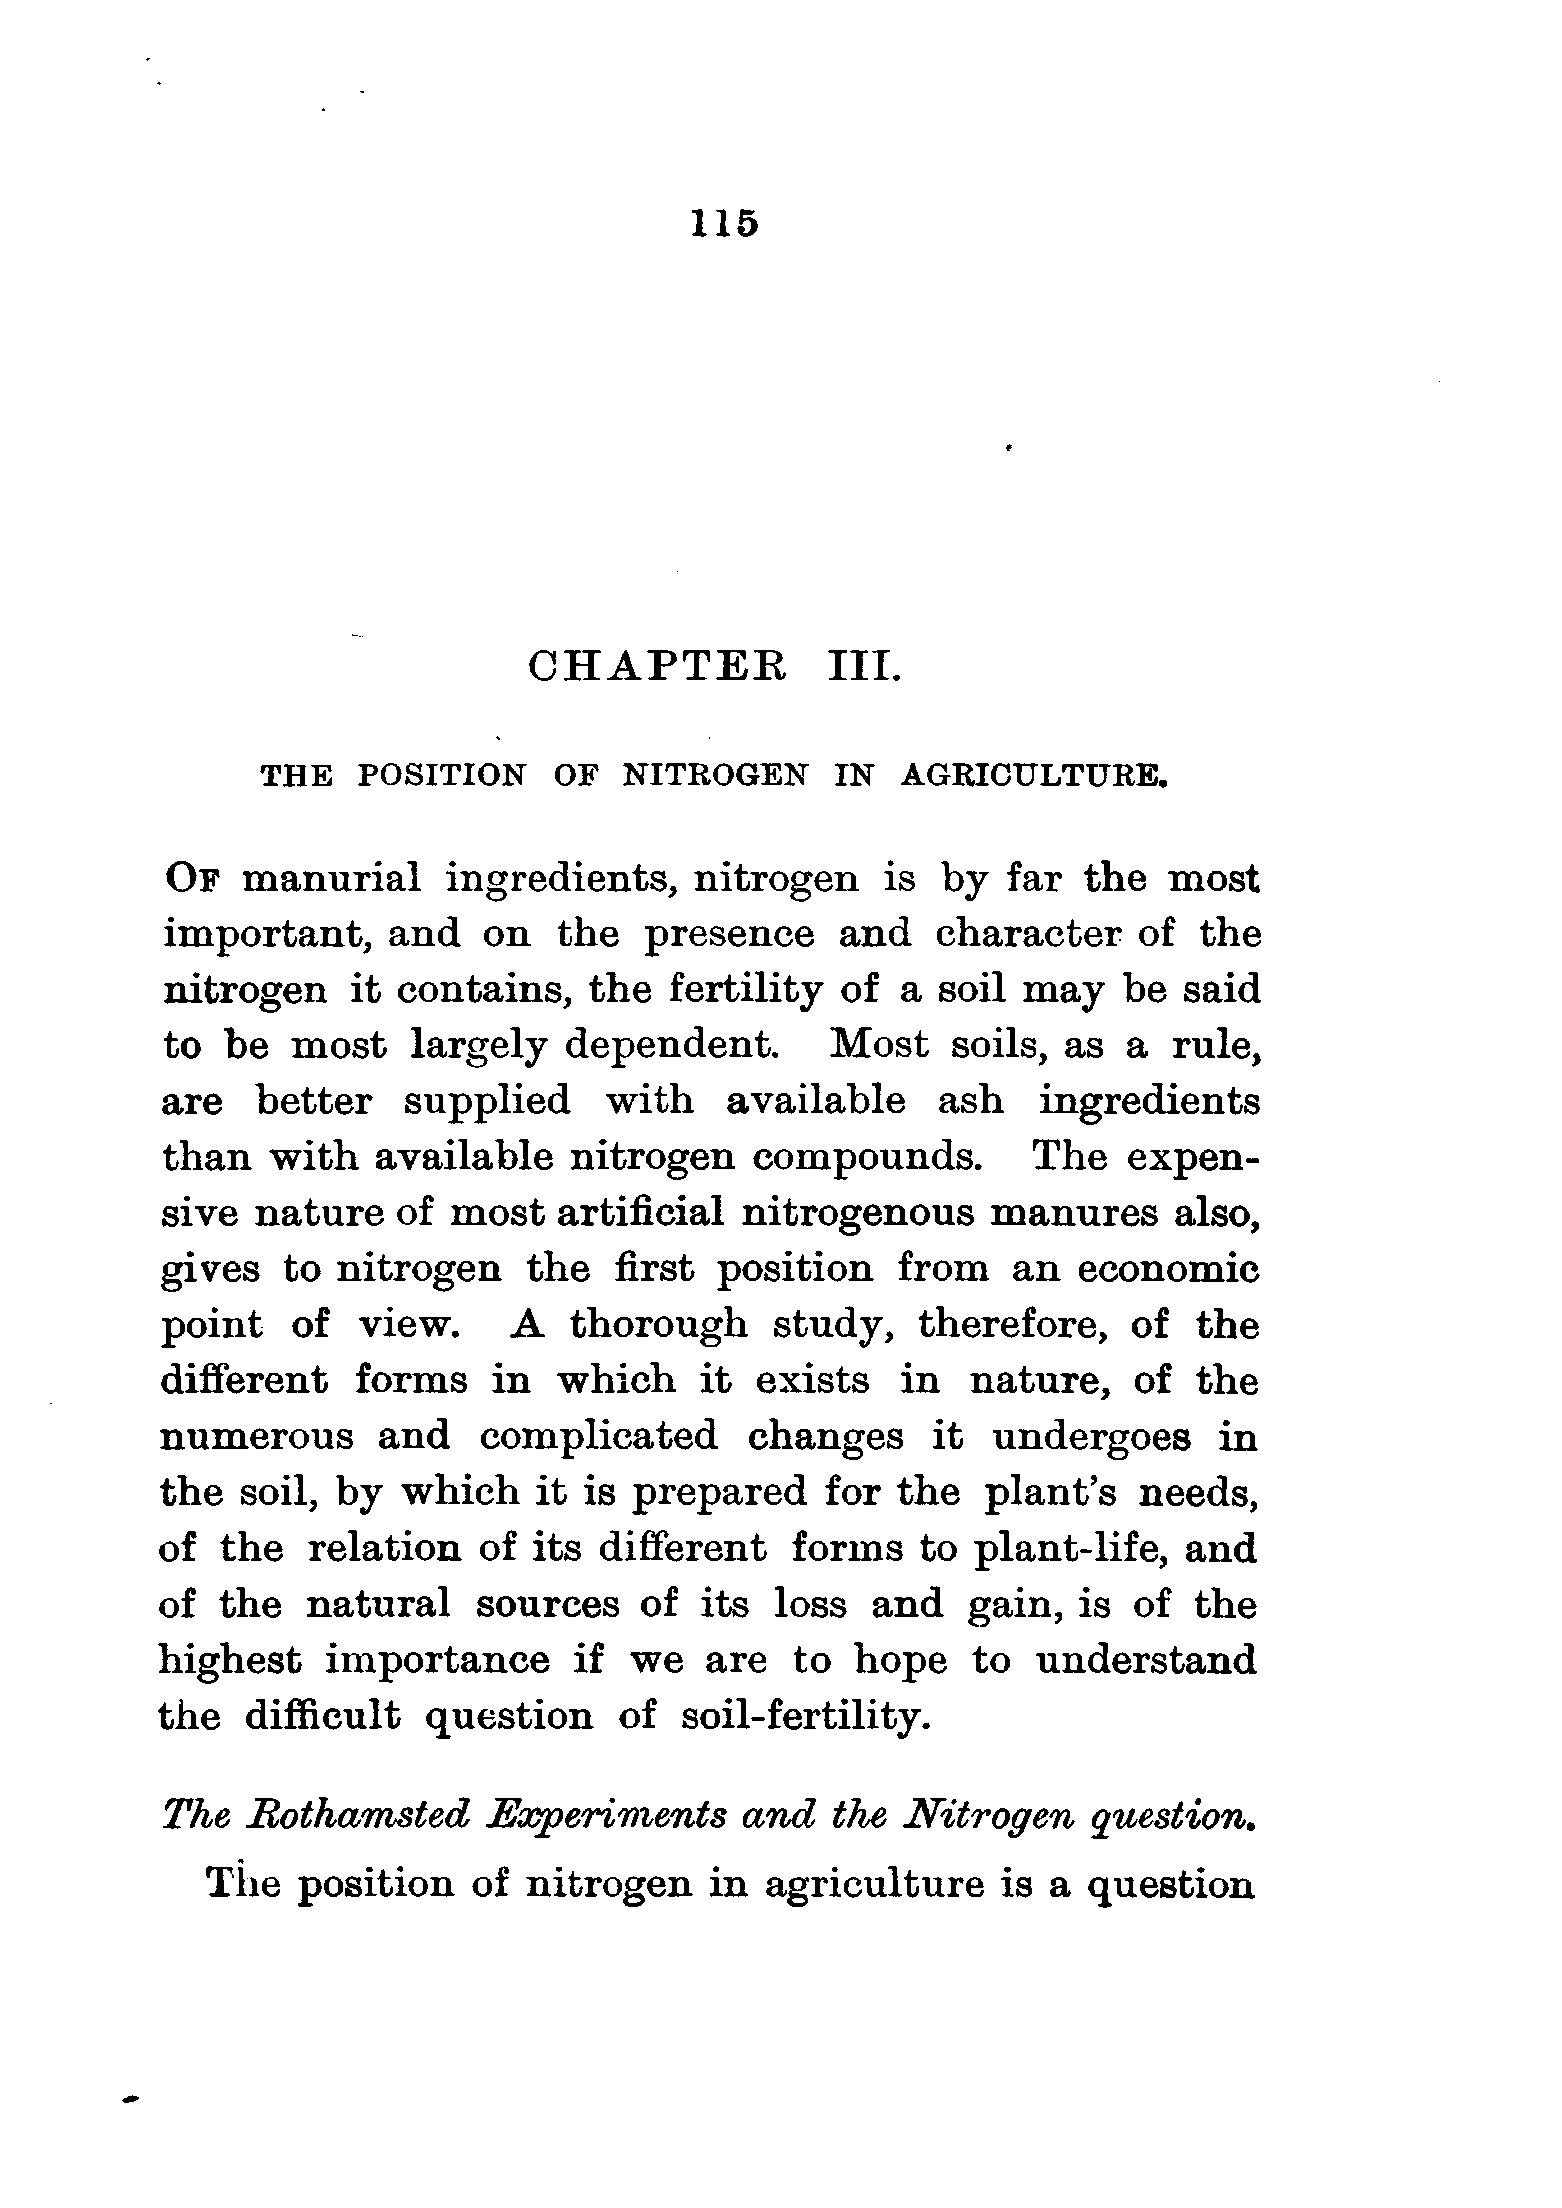 115
CHAPTER III.
THE POSITION OF NITROGEN IN AGRICULTURE.
OF manurial ingredients, nitrogen is by far the most
important, and on the presence and character of the
nitrogen it contains, the fertility of a soil may be said
to be most largely dependent. Most soils, as a rule,
are better supplied with available ash ingredients
than with available nitrogen compounds. The expen-
sive nature of most artificial nitrogenous manures also,
gives to nitrogen the first position from an economic
point of view. A thorough study, therefore, of the
different forms in which it exists in nature, of the
numerous and complicated changes it undergoes in
the soil, by which it is prepared for the plant's needs,
of the relation of its different forms to plant-life, and
of the natural sources of its loss and gain, is of the
highest importance if we are to hope to understand
the difficult question of soil-fertility.
The Rothamsted Experiments and the Nitrogen question.
The position of nitrogen in agriculture is a question